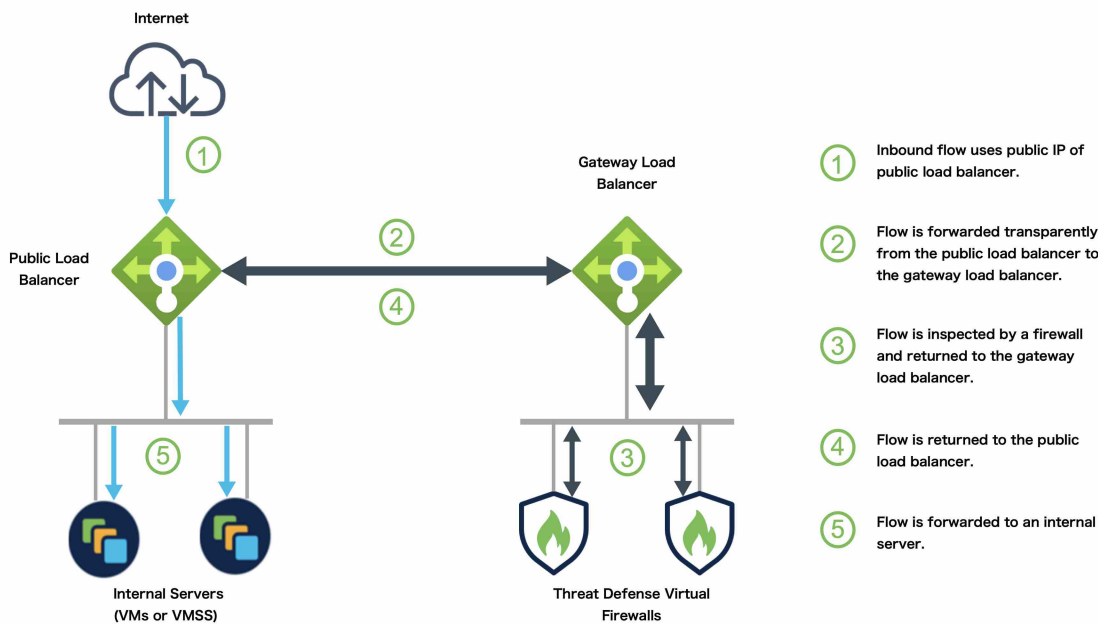 Internet
1
Gateway Load
Balancer
Public Load
Balancer
2
4
5
3
Internal Servers
(VMs or VMSS)
Threat Defense Virtual
Firewalls
1
Inbound flow uses public IP of
public load balancer.
2
Flow is forwarded transparently
from the public load balancer to
the gateway load balancer.
3
Flow is inspected by a firewall
and returned to the gateway
load balancer.
4
Flow is returned to the public
load balancer.
5
Flow is forwarded to an internal
server.